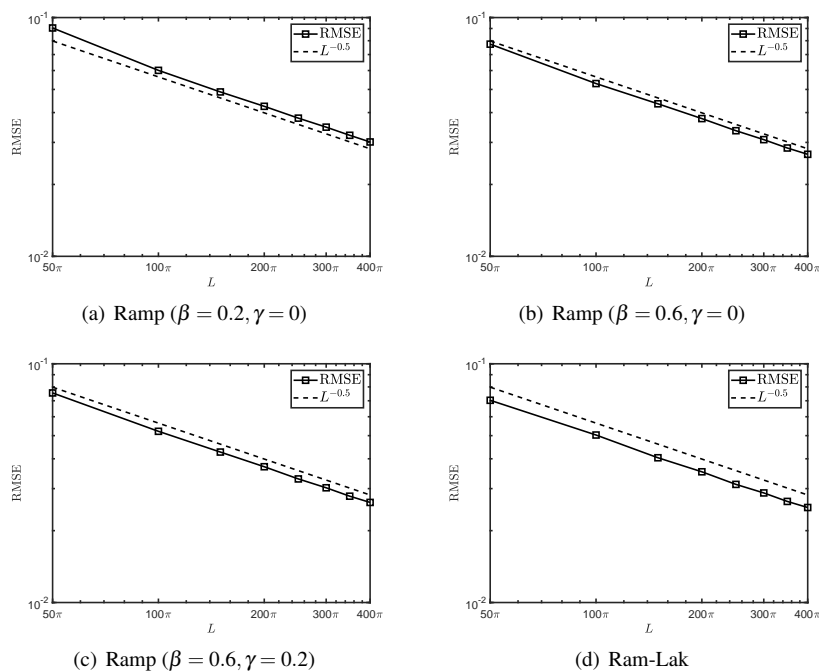 10^{-1}
RMSE
L^{-0.5}
RMSE
10^{-2}
50π 100π 200π 300π 400π
L
(a) Ramp (β = 0.2, γ = 0)
10^{-1}
RMSE
L^{-0.5}
RMSE
10^{-2}
50π 100π 200π 300π 400π
L
(b) Ramp (β = 0.6, γ = 0)
10^{-1}
RMSE
L^{-0.5}
RMSE
10^{-2}
50π 100π 200π 300π 400π
L
(c) Ramp (β = 0.6, γ = 0.2)
10^{-1}
RMSE
L^{-0.5}
RMSE
10^{-2}
50π 100π 200π 300π 400π
L
(d) Ram-Lak